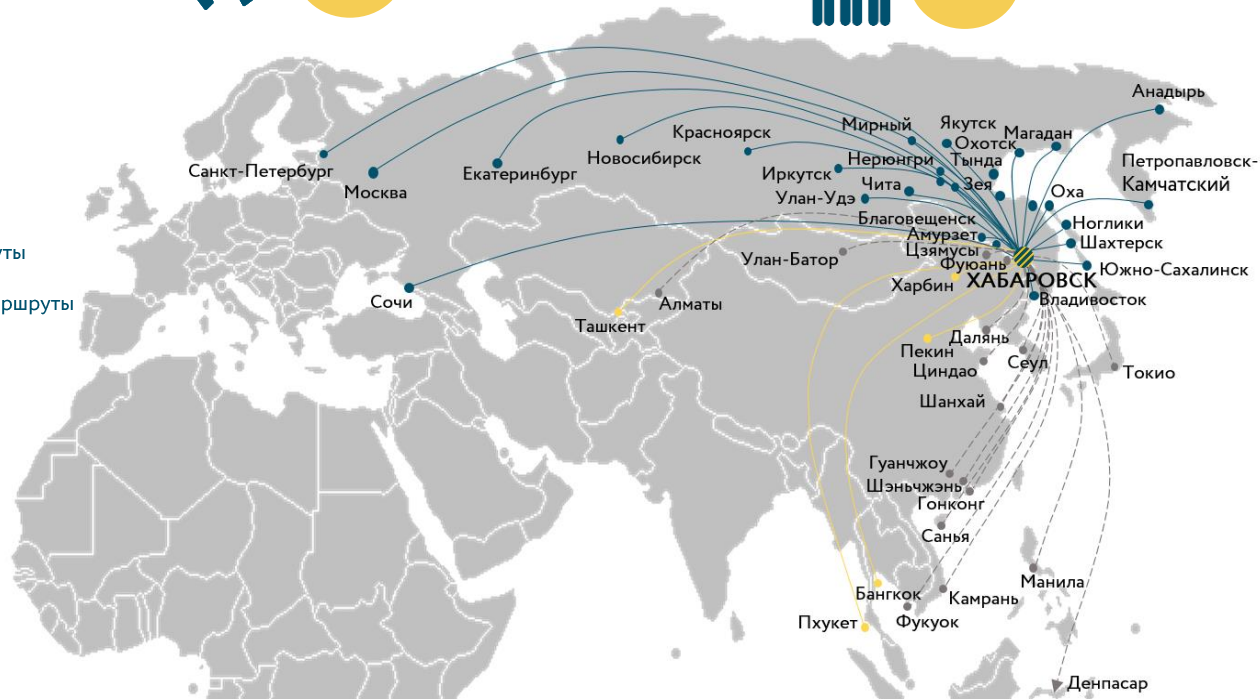 Анадырь
Якутск
Мирный
Магадан
Красноярск
Охотск
Новосибирск
Нерюнгри
Тында
Петропавловск-
Камчатский
Санкт-Петербург
Екатеринбург
Иркутск
Москва
Чита
Зея
Оха
Улан-Удэ
Благовещенск
Ноглики
Амурзет
Шахтерск
Цзямусы
уты
Улан-Батор
Фуюань
Южно-Сахалинск
ХАБАРОВСК
Харбин
Сочи
ршруты
Алматы
Владивосток
Ташкент
Далянь
Пекин
Сеул
Циндао
Токио
Шанхай
Гуанчжоу
Шэньчжэнь
Гонконг
Санья
Манила
Бангкок
Камрань
Пхукет
Фукуок
Денпасар